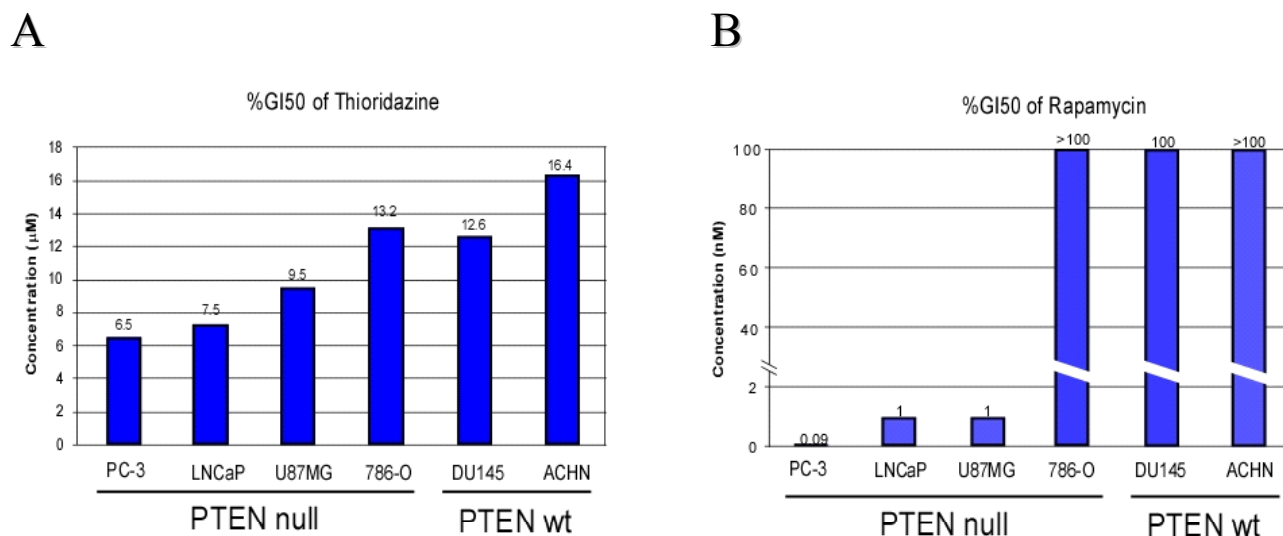 A
B
%GI50 of Thioridazine
Concentration (µM)
18
16
14
12
10
8
6
4
2
0
6.5
7.5
9.5
13.2
12.6
16.4
PC-3 LNCaP U87MG 786-O DU145 ACHN
PTEN null PTEN wt
%GI50 of Rapamycin
Concentration (nM)
100
80
60
40
2
0
0.09
1
1
>100
100
>100
PC-3 LNCaP U87MG 786-O DU145 ACHN
PTEN null PTEN wt